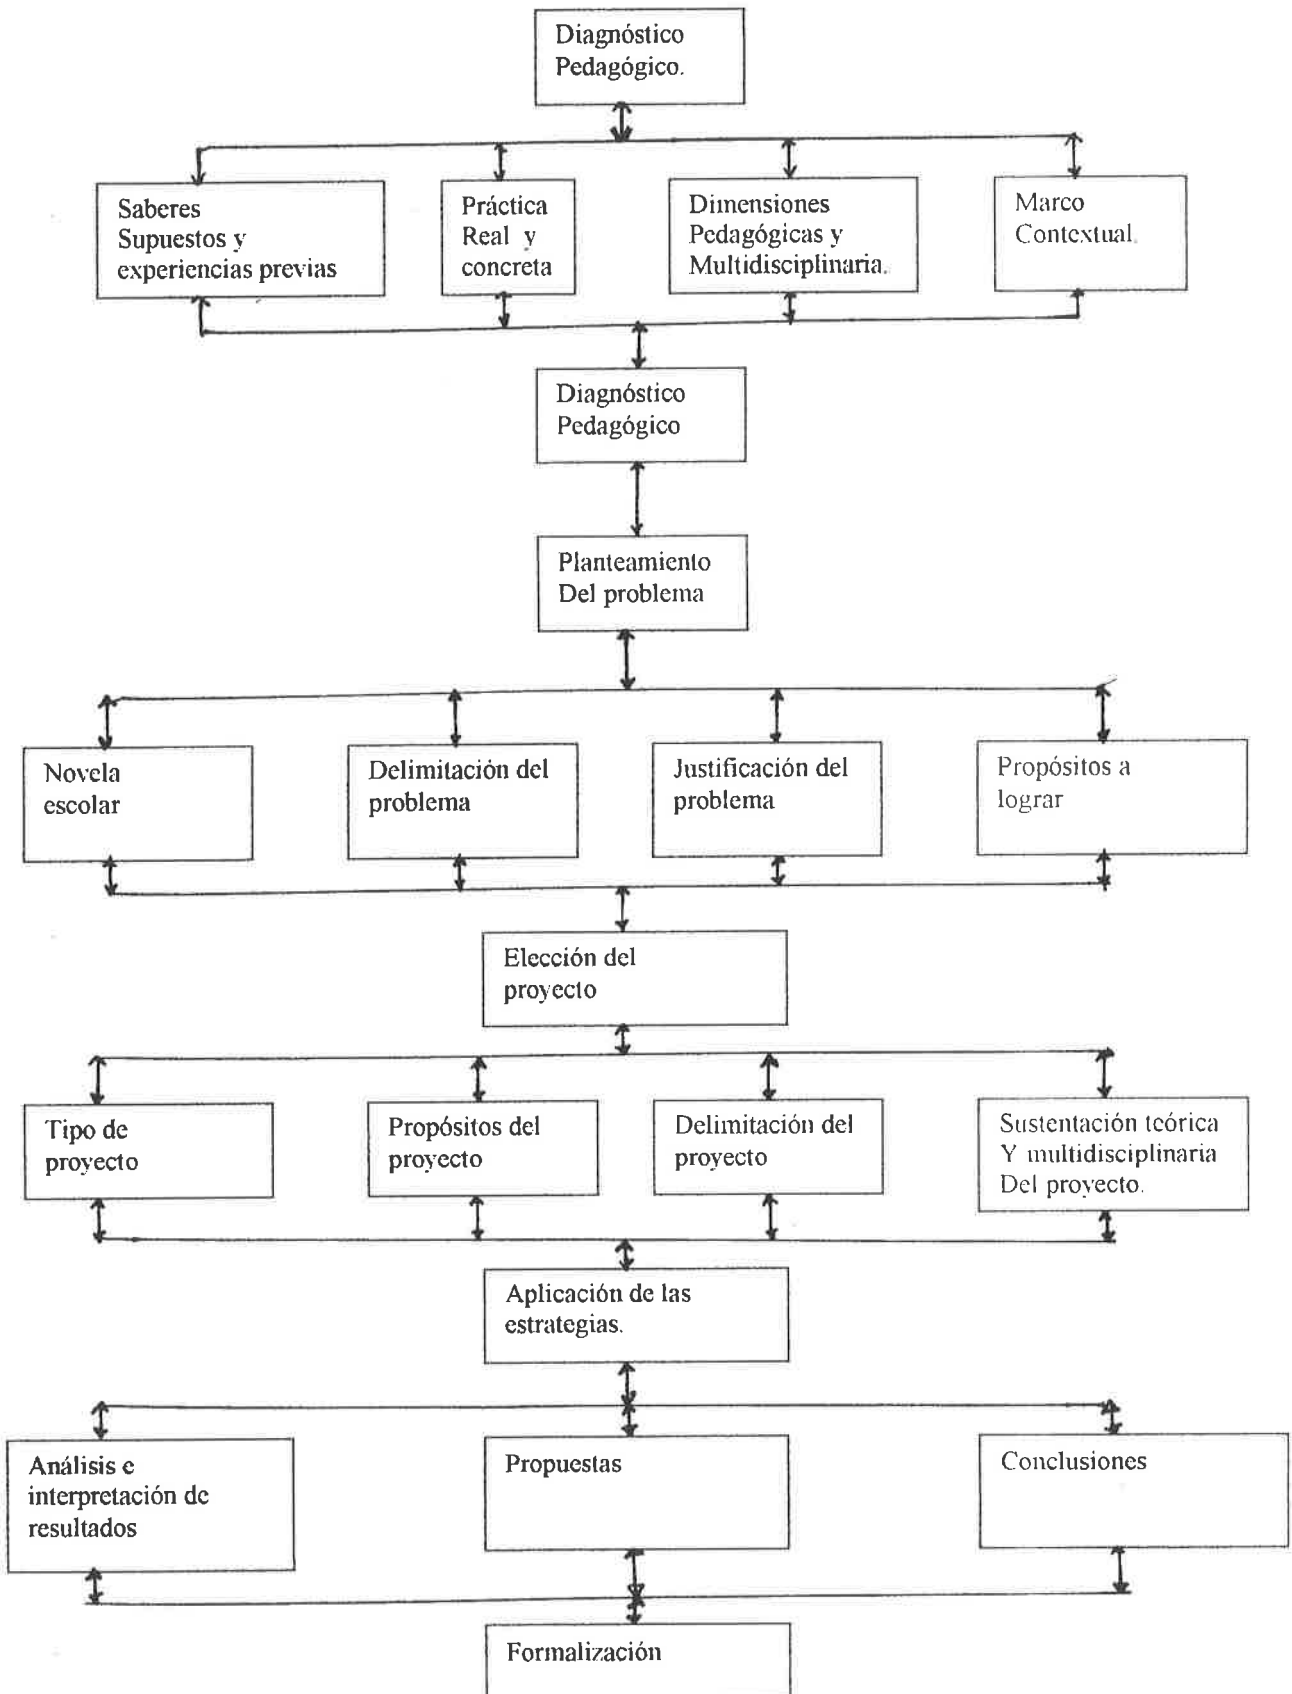 Diagnóstico
Pedagógico.
Saberes
Supuestos y
experiencias previas
Práctica
Real y
concreta
Dimensiones
Pedagógicas y
Multidisciplinaria.
Marco
Contextual.
Diagnóstico
Pedagógico
Planteamiento
Del problema
Novela
escolar
Delimitación del
problema
Justificación del
problema
Propósitos a
lograr
Elección del
proyecto
Tipo de
proyecto
Propósitos del
proyecto
Delimitación del
proyecto
Sustentación teórica
Y multidisciplinaria
Del proyecto.
Aplicación de las
estrategias.
Análisis e
interpretación de
resultados
Propuestas
Conclusiones
Formalización